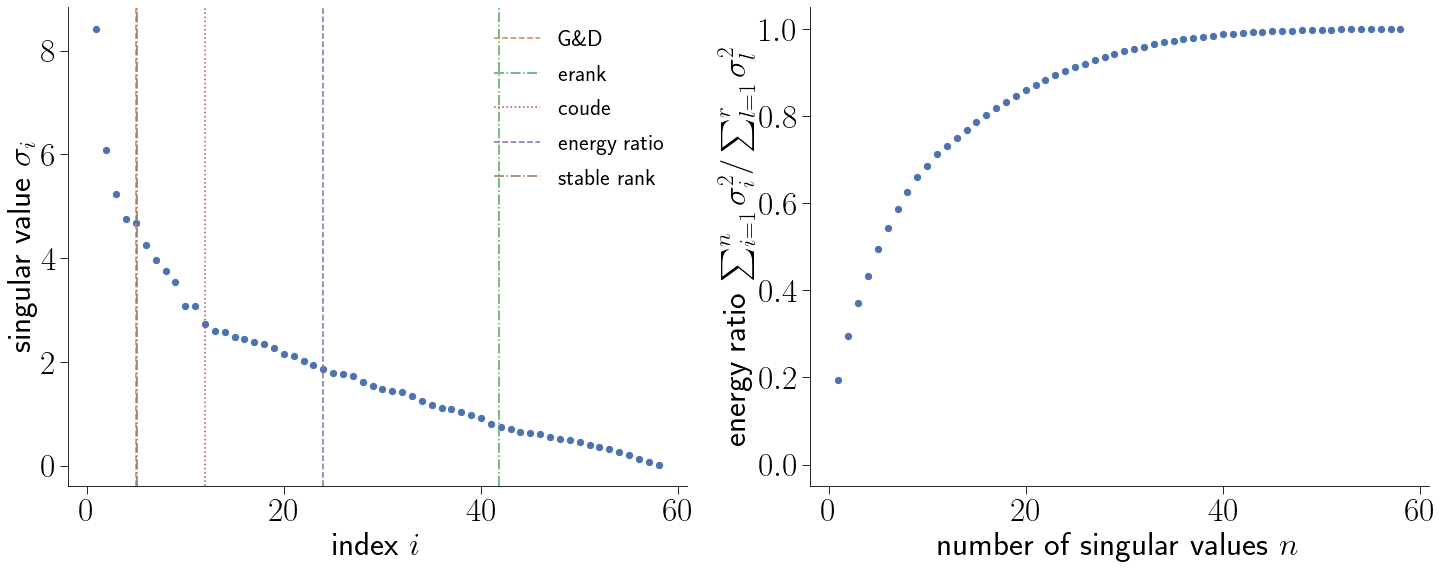 singular value σ_i
8
6
4
2
0
0 20 40 60
index i
G&D
erank
coude
energy ratio
stable rank
energy ratio ∑_{i=1}^{n} σ_i^2 / ∑_{l=1}^{r} σ_l^2
1.0
0.8
0.6
0.4
0.2
0.0
0 20 40 60
number of singular values n